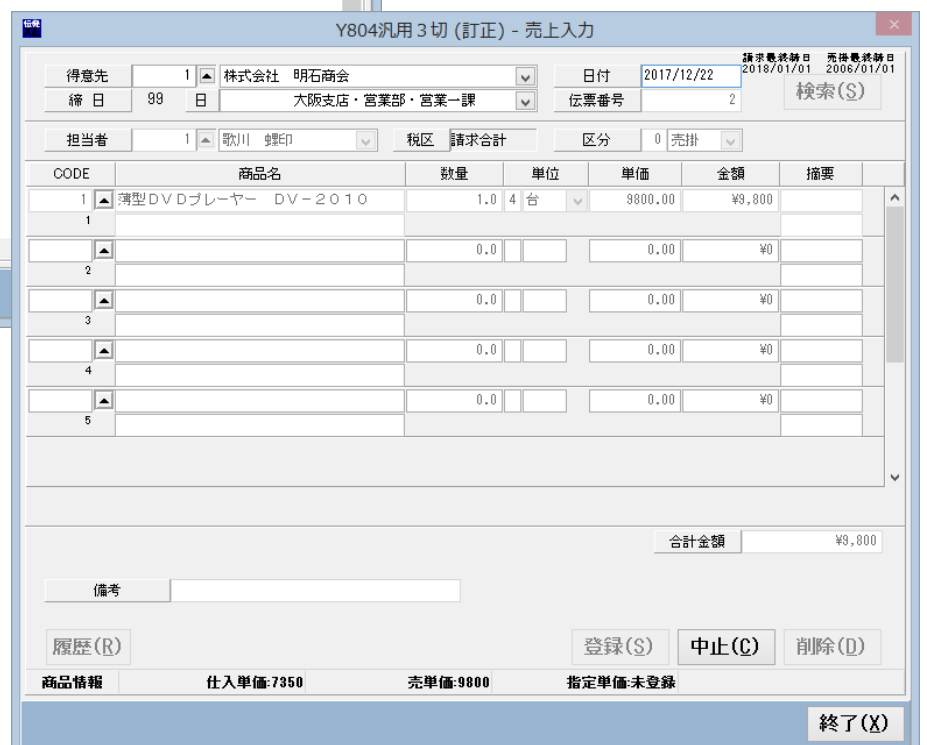 伝発
Y804汎用３切 (訂正) - 売上入力
請求最終締日 売掛最終締日
得意先 1 株式会社 明石商会 日付 2017/12/22 2018/01/01 2006/01/01
締 日 99 日 大阪支店・営業部・営業一課 伝票番号 2 検索(S)
担当者 1 歌川 螺印 税区 請求合計 区分 0 売掛
CODE 商品名 数量 単位 単価 金額 摘要
1 薄型ＤＶＤプレーヤー ＤＶ－２０１０ 1.0 4 台 9800.00 ¥9,800
1
0.0 0.00 ¥0
2
0.0 0.00 ¥0
3
0.0 0.00 ¥0
4
0.0 0.00 ¥0
5
合計金額 ¥9,800
備考
履歴(R) 登録(S) 中止(C) 削除(D)
商品情報 仕入単価:7350 売単価:9800 指定単価:未登録
終了(X)